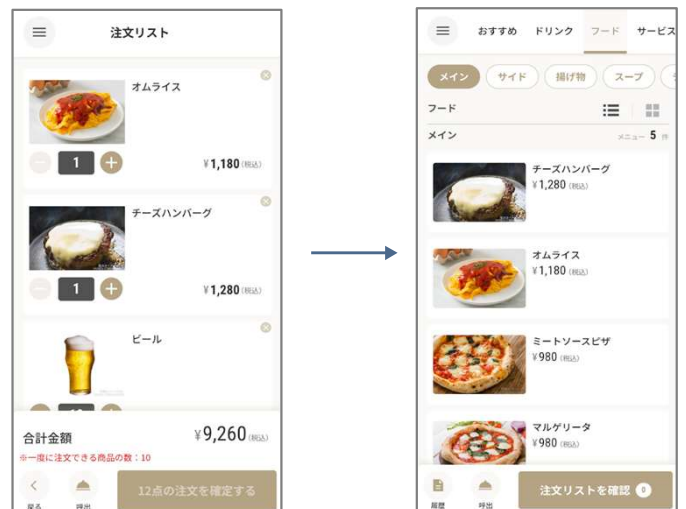 注文リスト
オムライス
1
¥1,180(税込)
チーズハンバーグ
1
¥1,280(税込)
ビール
合計金額
¥9,260(税込)
※一度に注文できる商品の数:10
戻る
呼出
12点の注文を確定する
おすすめ ドリンク フード サービス
メイン サイド 揚げ物 スープ
フード
メイン
メニュー 5 件
チーズハンバーグ
¥1,280(税込)
オムライス
¥1,180(税込)
ミートソースピザ
¥980(税込)
マルゲリータ
¥980(税込)
履歴
呼出
注文リストを確認 0